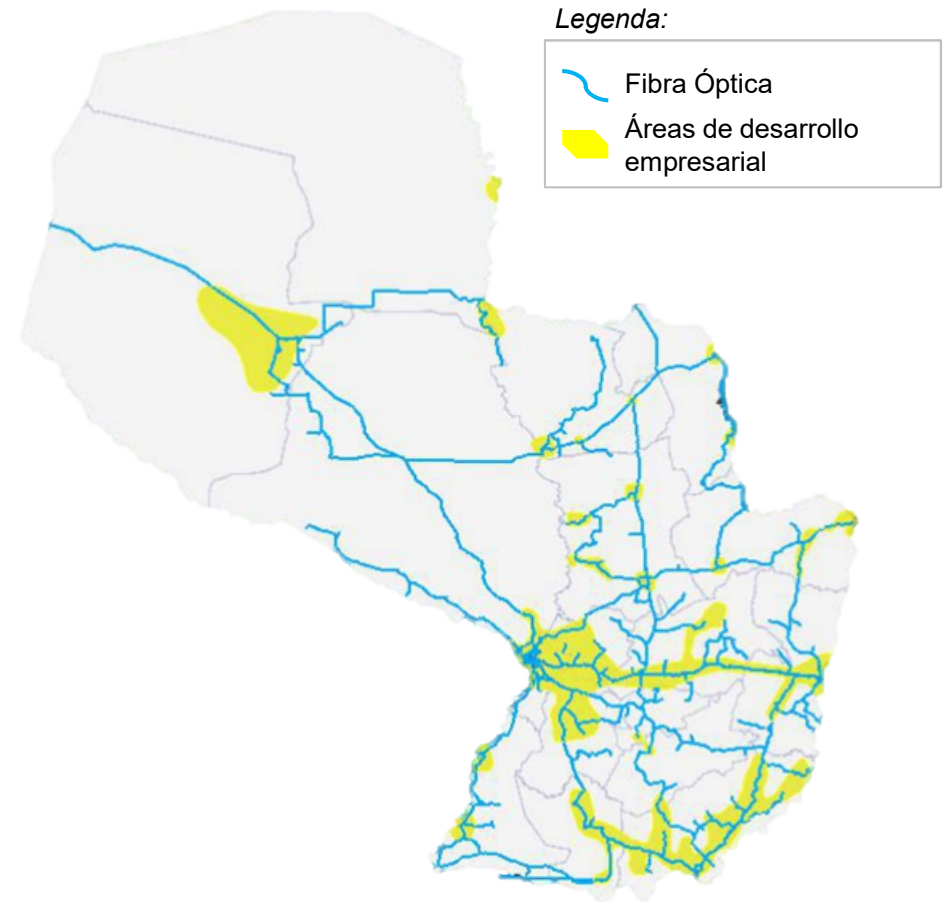 Legenda:
Fibra Óptica
Áreas de desarrollo
empresarial